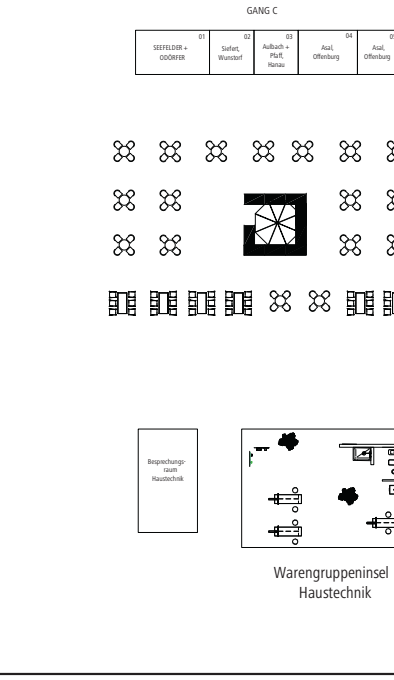 GANG C
01
SEEFELDER +
ODÖRFER
02
Siefert,
Wunstorf
03
Aulbach +
Pfaff,
Hanau
04
Asal,
Offenburg
Asal,
Offenburg
Besprechungs-
raum
Haustechnik
Warengruppeninsel
Haustechnik